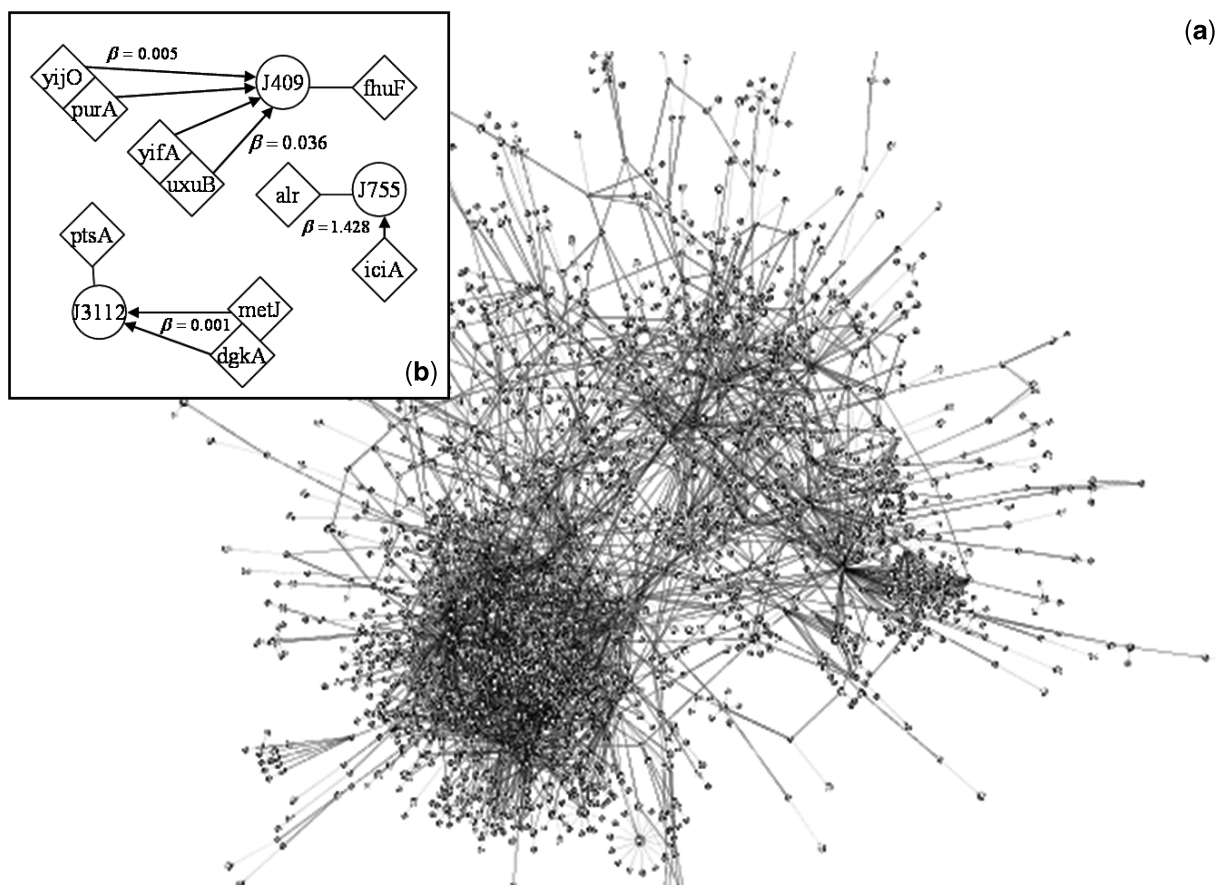 (a)
β = 0.005
yijO
purA
J409
fhuF
yifA
uxuB
β = 0.036
alr
J755
β = 1.428
iciA
ptsA
J3112
metJ
β = 0.001
dgkA
(b)